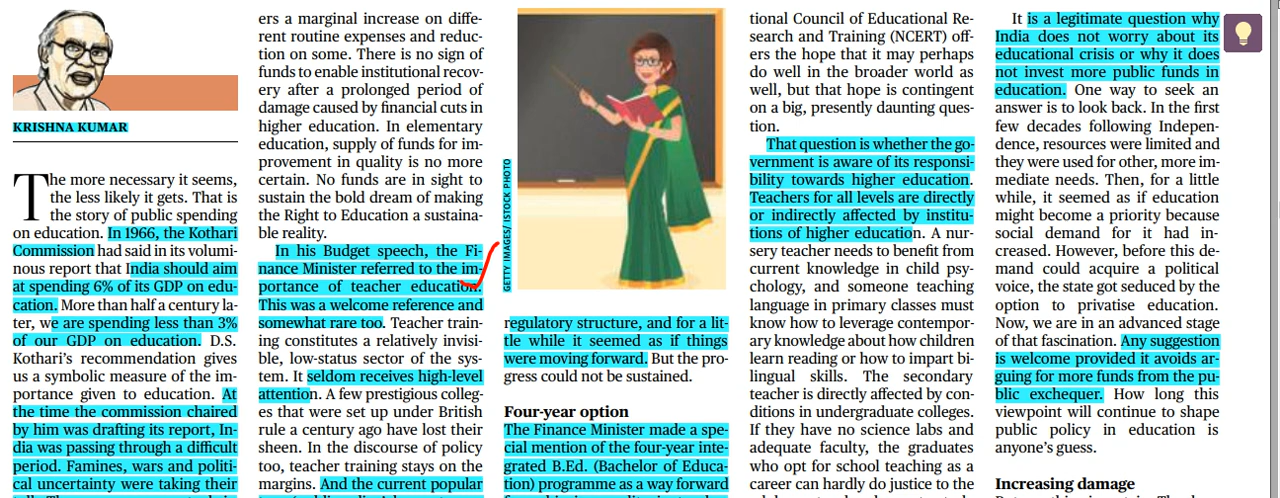 KRISHNA KUMAR
The more necessary it seems,
the less likely it gets. That is
the story of public spending
on education. In 1966, the Kothari
Commission had said in its volumi-
nous report that India should aim
at spending 6% of its GDP on edu-
cation. More than half a century la-
ter, we are spending less than 3%
of our GDP on education. D.S.
Kothari's recommendation gives
us a symbolic measure of the im-
portance given to education. At
the time the commission chaired
by him was drafting its report, In-
dia was passing through a difficult
period. Famines, wars and politi-
cal uncertainty were taking their
ers a marginal increase on diffe-
rent routine expenses and reduc-
tion on some. There is no sign of
funds to enable institutional recov-
ery after a prolonged period of
damage caused by financial cuts in
higher education. In elementary
education, supply of funds for im-
provement in quality is no more
certain. No funds are in sight to
sustain the bold dream of making
the Right to Education a sustaina-
ble reality.
In his Budget speech, the Fi-
nance Minister referred to the im-
portance of teacher education.
This was a welcome reference and
somewhat rare too. Teacher train-
ing constitutes a relatively invisi-
ble, low-status sector of the sys-
tem. It seldom receives high-level
attention. A few prestigious colleg-
es that were set up under British
rule a century ago have lost their
sheen. In the discourse of policy
too, teacher training stays on the
margins. And the current popular
GETTY IMAGES/ISTOCK PHOTO
regulatory structure, and for a lit-
tle while it seemed as if things
were moving forward. But the pro-
gress could not be sustained.
Four-year option
The Finance Minister made a spe-
cial mention of the four-year inte-
grated B.Ed. (Bachelor of Educa-
tion) programme as a way forward
tional Council of Educational Re-
search and Training (NCERT) off-
ers the hope that it may perhaps
do well in the broader world as
well, but that hope is contingent
on a big, presently daunting ques-
tion.
That question is whether the go-
vernment is aware of its responsi-
bility towards higher education.
Teachers for all levels are directly
or indirectly affected by institu-
tions of higher education. A nur-
sery teacher needs to benefit from
current knowledge in child psy-
chology, and someone teaching
language in primary classes must
know how to leverage contempor-
ary knowledge about how children
learn reading or how to impart bi-
lingual skills. The secondary
teacher is directly affected by con-
ditions in undergraduate colleges.
If they have no science labs and
adequate faculty, the graduates
who opt for school teaching as a
career can hardly do justice to the
It is a legitimate question why
India does not worry about its
educational crisis or why it does
not invest more public funds in
education. One way to seek an
answer is to look back. In the first
few decades following Indepen-
dence, resources were limited and
they were used for other, more im-
mediate needs. Then, for a little
while, it seemed as if education
might become a priority because
social demand for it had in-
creased. However, before this de-
mand could acquire a political
voice, the state got seduced by the
option to privatise education.
Now, we are in an advanced stage
of that fascination. Any suggestion
is welcome provided it avoids ar-
guing for more funds from the pu-
blic exchequer. How long this
viewpoint will continue to shape
public policy in education is
anyone's guess.
Increasing damage